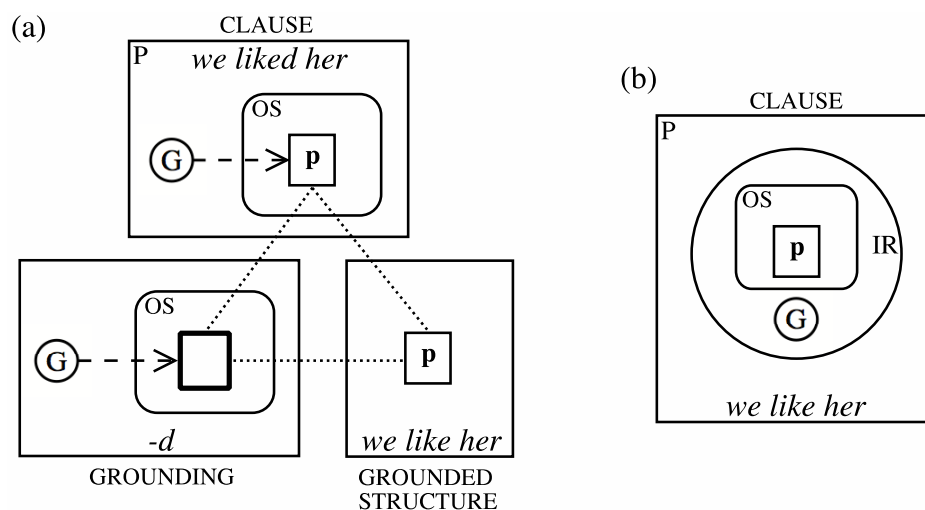 (a)
CLAUSE
P
we liked her
OS
G
p
OS
G
-d
GROUNDING
p
we like her
GROUNDED
STRUCTURE
(b)
CLAUSE
P
OS
p
IR
G
we like her